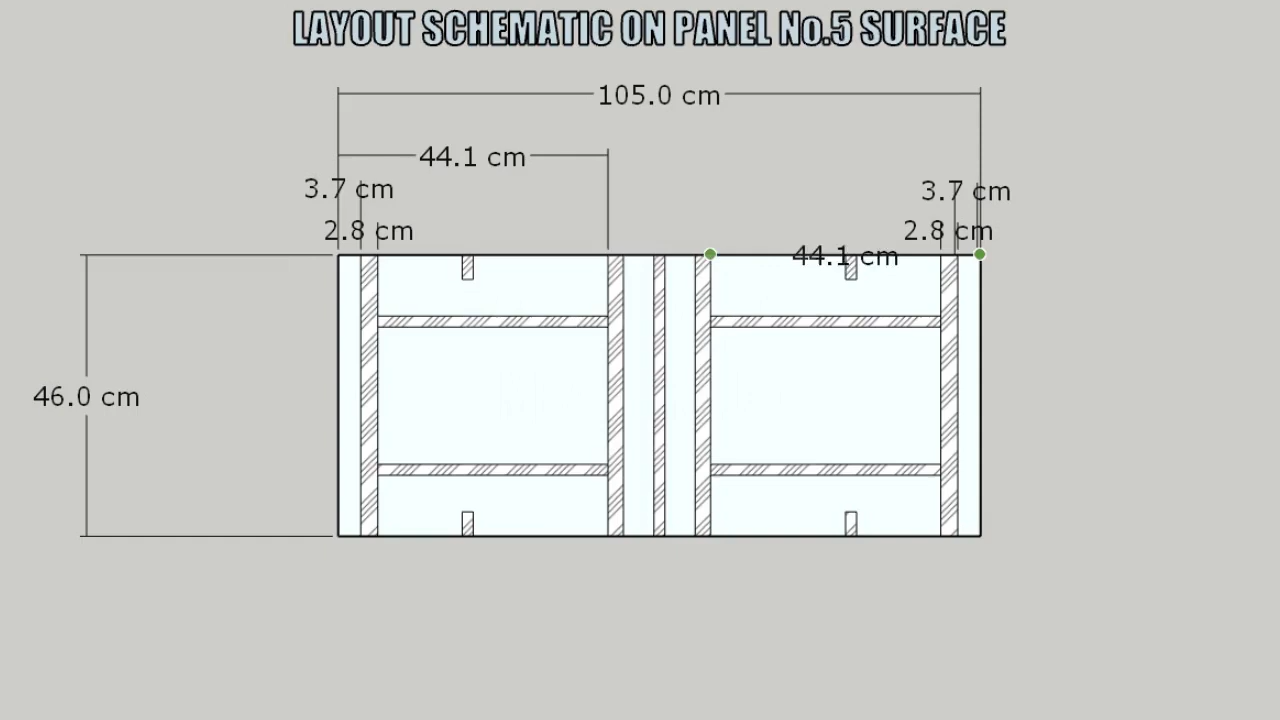 LAYOUT SCHEMATIC ON PANEL No.5 SURFACE
105.0 cm
44.1 cm
3.7 cm
3.7 cm
2.8 cm
2.8 cm
44.1 cm
46.0 cm